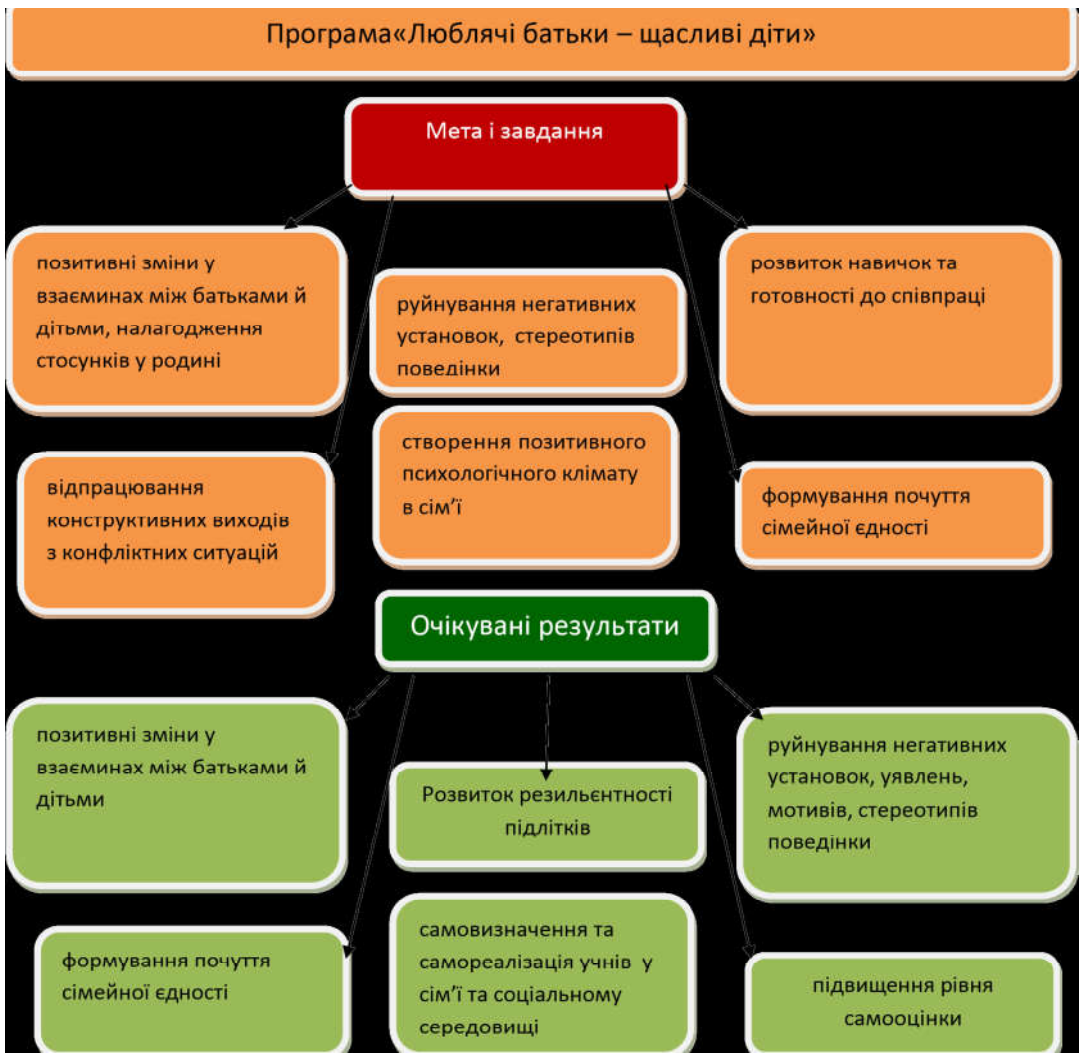 Програма«Люблячі батьки – щасливі діти»
Мета і завдання
позитивні зміни у
взаєминах між батьками й
дітьми, налагодження
стосунків у родині
руйнування негативних
установок, стереотипів
поведінки
розвиток навичок та
готовності до співпраці
відпрацювання
конструктивних виходів
з конфліктних ситуацій
створення позитивного
психологічного клімату
в сім’ї
формування почуття
сімейної єдності
Очікувані результати
позитивні зміни у
взаєминах між батьками й
дітьми
Розвиток резильєнтності
підлітків
руйнування негативних
установок, уявлень,
мотивів, стереотипів
поведінки
формування почуття
сімейної єдності
самовизначення та
самореалізація учнів у
сім’ї та соціальному
середовищі
підвищення рівня
самооцінки